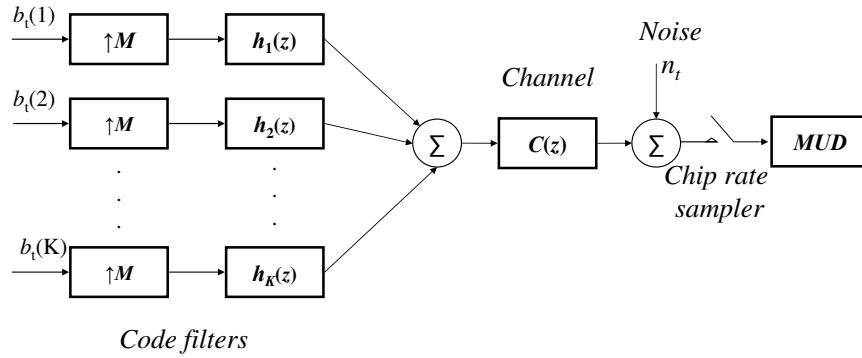 b_t(1) ↑M h_1(z) Noise
n_t
Channel
b_t(2) ↑M h_2(z) Σ C(z) Σ MUD
Chip rate
sampler
b_t(K) ↑M h_K(z)
Code filters